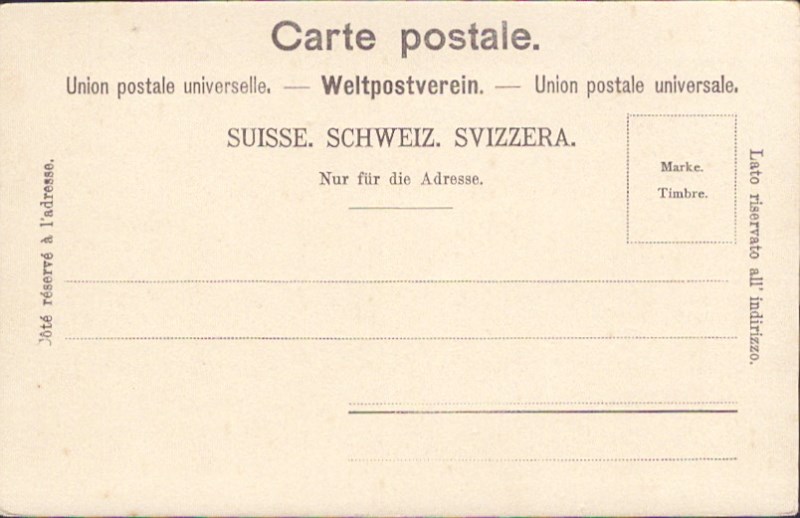 Carte postale.
Union postale universelle. — Weltpostverein. — Union postale universale.
SUISSE. SCHWEIZ. SVIZZERA.
Nur für die Adresse.
Marke.
Timbre.
Côté réservé à l'adresse.
Lato riservato all' indirizzo.